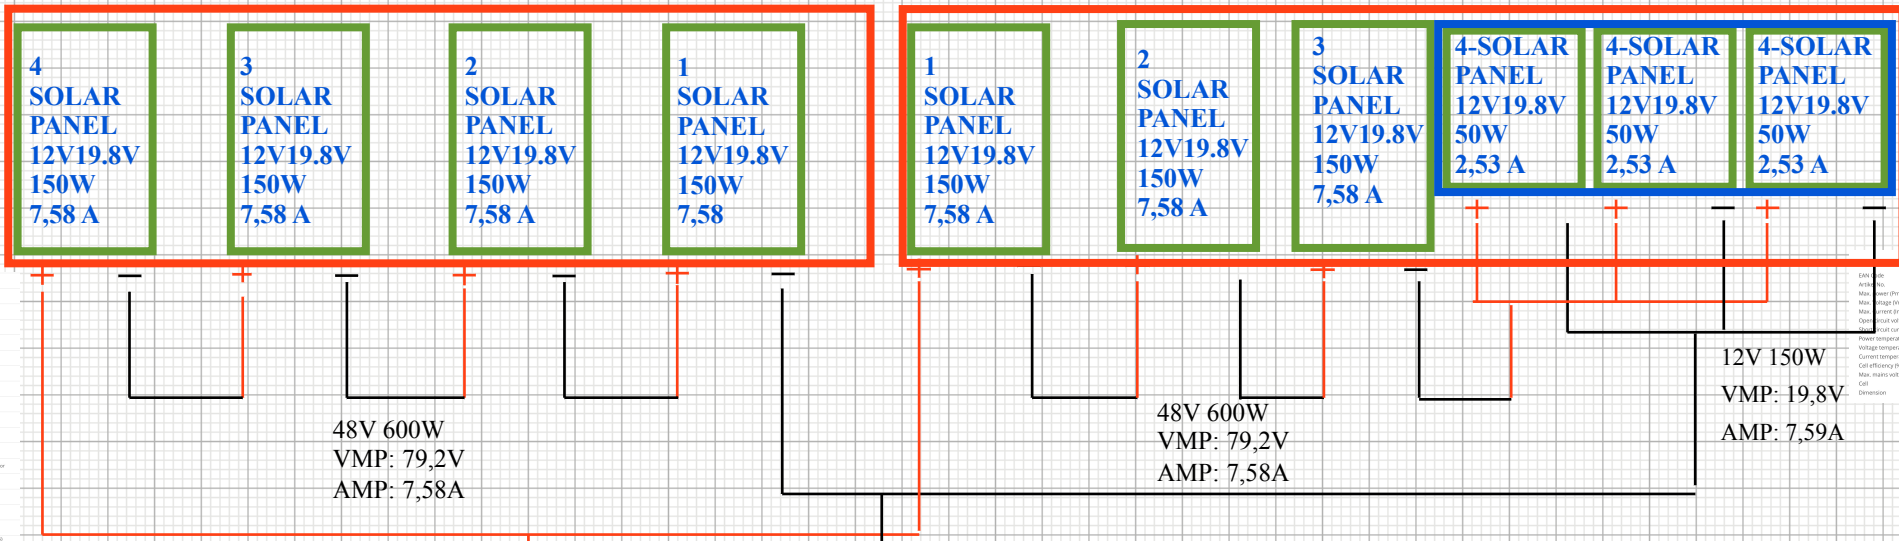 4
SOLAR
PANEL
12V19.8V
150W
7,58 A
3
SOLAR
PANEL
12V19.8V
150W
7,58 A
2
SOLAR
PANEL
12V19.8V
150W
7,58 A
1
SOLAR
PANEL
12V19.8V
150W
7,58
1
SOLAR
PANEL
12V19.8V
150W
7,58 A
2
SOLAR
PANEL
12V19.8V
150W
7,58 A
3
SOLAR
PANEL
12V19.8V
150W
7,58 A
4-SOLAR
PANEL
12V19.8V
50W
2,53 A
4-SOLAR
PANEL
12V19.8V
50W
2,53 A
4-SOLAR
PANEL
12V19.8V
50W
2,53 A
+ − + − + − + −
+ + − + + − + −
48V 600W
VMP: 79,2V
AMP: 7,58A
48V 600W
VMP: 79,2V
AMP: 7,58A
12V 150W
VMP: 19,8V
AMP: 7,59A
Cell
Dimension